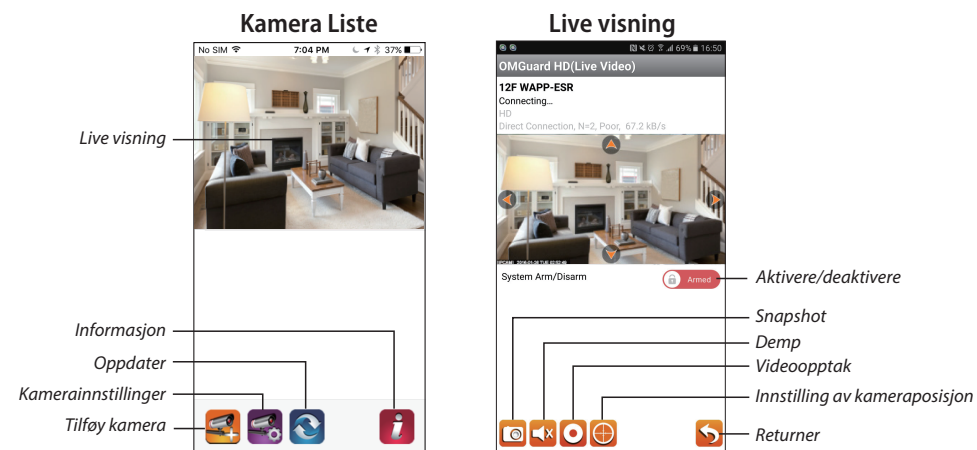 Kamera Liste
No SIM 7:04 PM 37%
Live visning
Informasjon
Oppdater
Kamerainnstillinger
Tilføy kamera
Live visning
69% 16:50
OMGuard HD(Live Video)
12F WAPP-ESR
Connecting...
HD
Direct Connection, N=2, Poor, 67.2 kB/s
System Arm/Disarm
Armed
Aktivere/deaktivere
Snapshot
Demp
Videoopptak
Innstilling av kameraposisjon
Returner